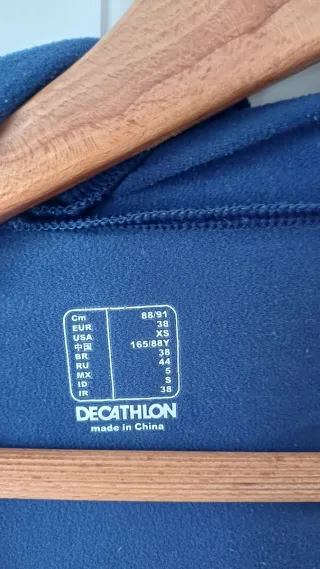 Cm 88/91
EUR 38
USA XS
中国 165/88Y
BR 38
RU 44
MX 5
ID S
IR 38
DECATHLON
made in China